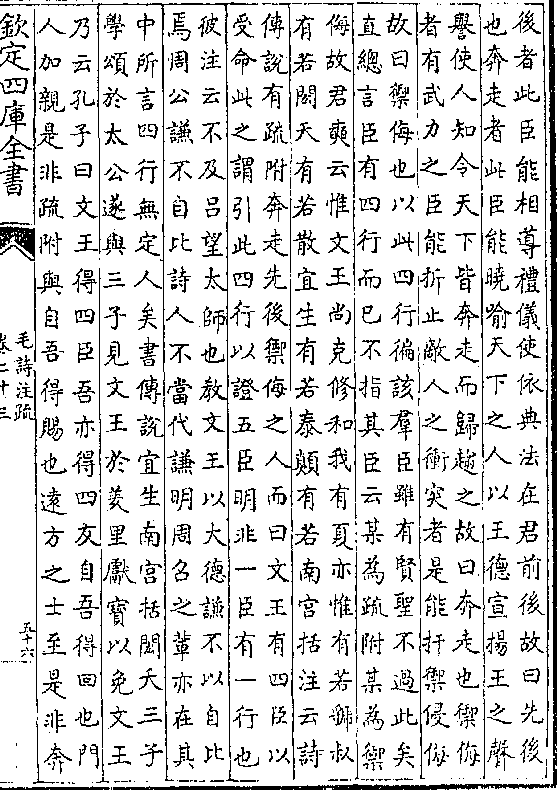 後者此臣能相導禮儀使依典法在君前後故曰先後
也奔走者此臣能曉喻天下之人以王德宣揚王之聲
譽使人知令天下皆奔走而歸趨之故曰奔走也禦侮
者有武力之臣能折止敵人之衝突者是能扞禦侵侮
故曰禦侮也以此四行徧該羣臣雖有賢聖不過此矣
直總言臣有四行而已不指其臣云某為疏附某為禦
侮故君奭云惟文王尚克修和我有夏亦惟有若虢叔
有若閎夭有若散宜生有若泰顛有若南宫括注云詩
傳說有疏附奔走先後禦侮之人而曰文王有四臣以
受命此之謂引此四行以證五臣明非一臣有一行也
彼注云不及吕望太師也教文王以大德謙不以自比
焉周公謙不自比詩人不當代謙明周召之輩亦在其
中所言四行無定人矣書傳說宜生南宫括閎夭三子
學頌於太公遂與三子見文王於羑里獻寶以免文王
乃云孔子曰文王得四臣吾亦得四友自吾得回也門
人加親是非疏附與自吾得賜也遠方之士至是非奔
欽定四庫全書
毛詩注疏
卷二十三
五十六